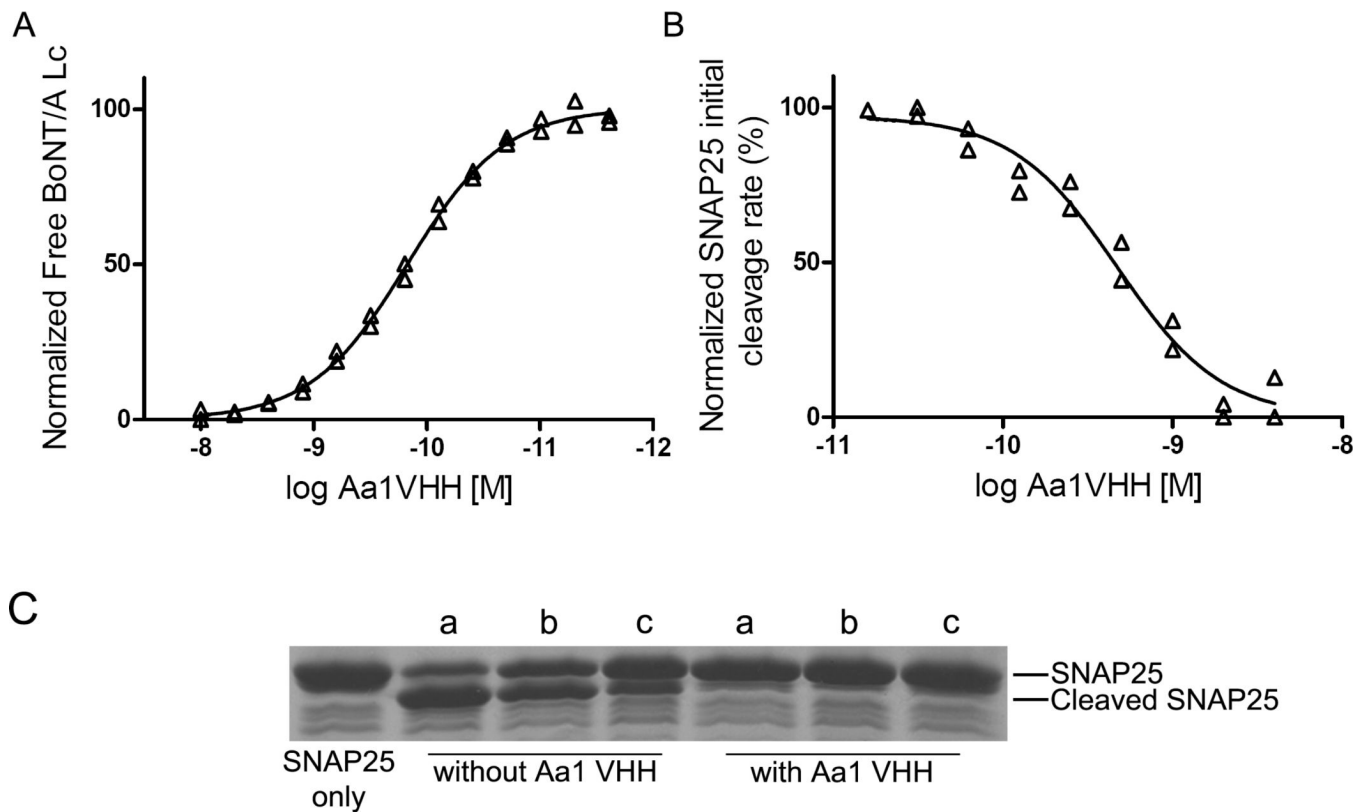 A
Normalized Free BoNT/A Lc
100
50
0
-8
-9
-10
-11
-12
log Aa1VHH [M]
B
Normalized SNAP25 initial
cleavage rate (%)
100
50
0
-11
-10
-9
-8
log Aa1VHH [M]
C
a b c a b c
SNAP25
Cleaved SNAP25
SNAP25
only
without Aa1 VHH
with Aa1 VHH